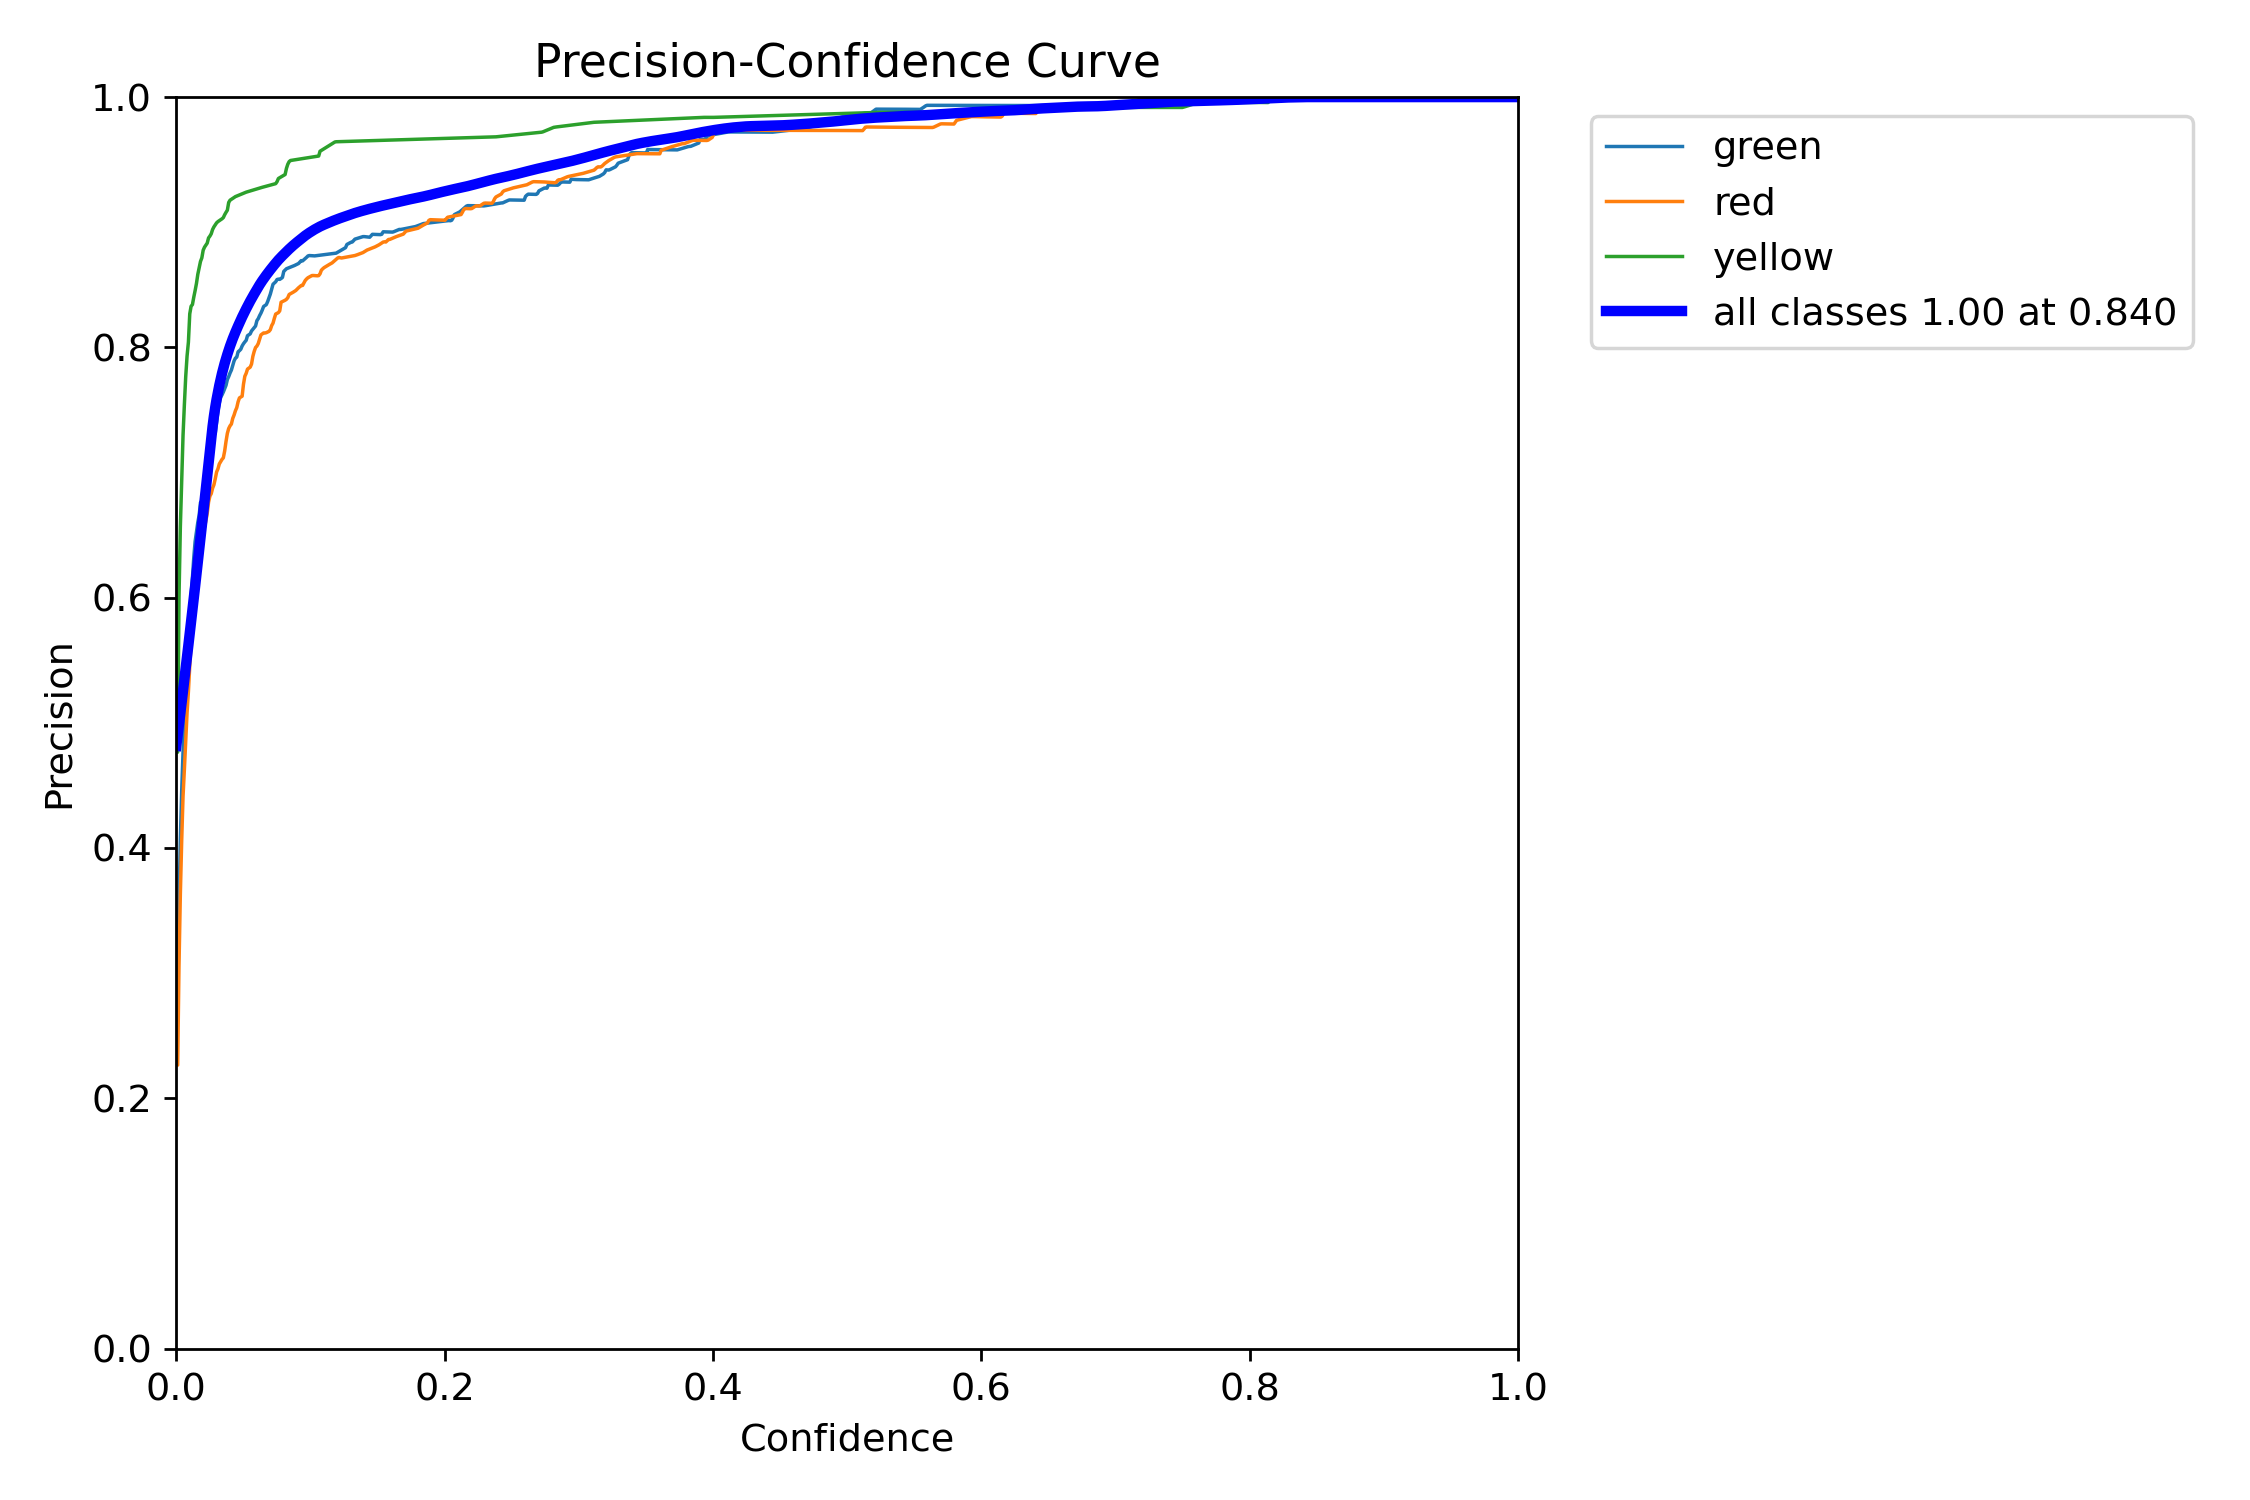 Precision-Confidence Curve
1.0
0.8
0.6
0.4
0.2
0.0
Precision
0.0 0.2 0.4 0.6 0.8 1.0
Confidence
green
red
yellow
all classes 1.00 at 0.840